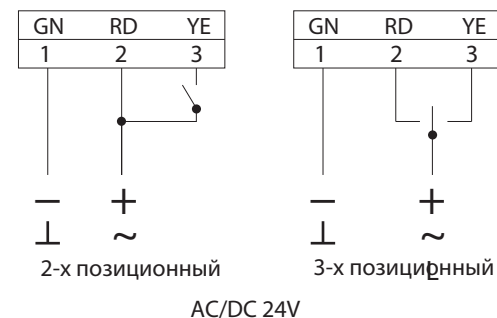 GN RD YE GN RD YE
1 2 3 1 2 3
− + − +
⊥ ~ ⊥ ~
2-х позиционный 3-х позиционный
L
AC/DC 24V